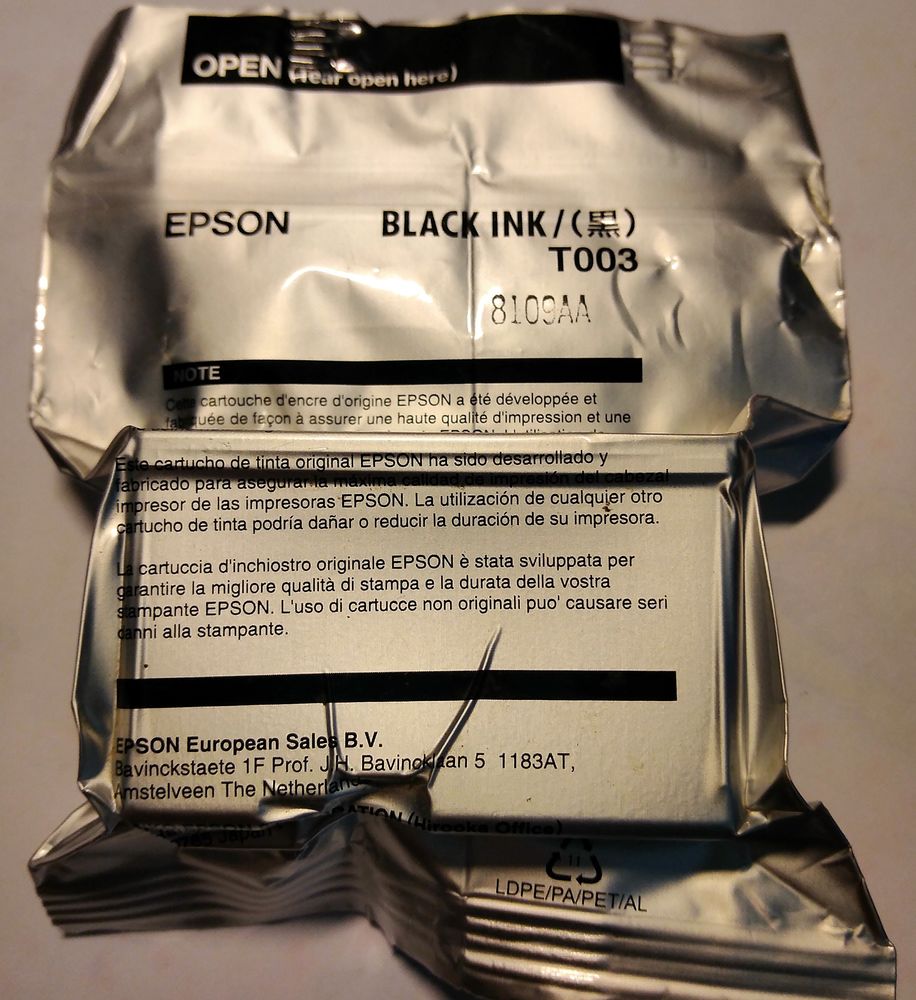 OPEN (Tear open here)
EPSON BLACK INK/(黒)
T003
8109AA
NOTE
Cette cartouche d'encre d'origine EPSON a été développée et
fabriquée de façon à assurer une haute qualité d'impression et une
EPSON
Este cartucho de tinta original EPSON ha sido desarrollado y
fabricado para asegurar la máxima calidad de impresión del cabezal
impresor de las impresoras EPSON. La utilización de cualquier otro
cartucho de tinta podría dañar o reducir la duración de su impresora.
La cartuccia d'inchiostro originale EPSON è stata sviluppata per
garantire la migliore qualità di stampa e la durata della vostra
stampante EPSON. L'uso di cartucce non originali puo' causare seri
danni alla stampante.
EPSON European Sales B.V.
Bavinckstaete 1F Prof. J.H. Bavincklaan 5 1183AT,
Amstelveen The Netherlands
(Hirooka Office)
Japan
LDPE/PA/PET/AL